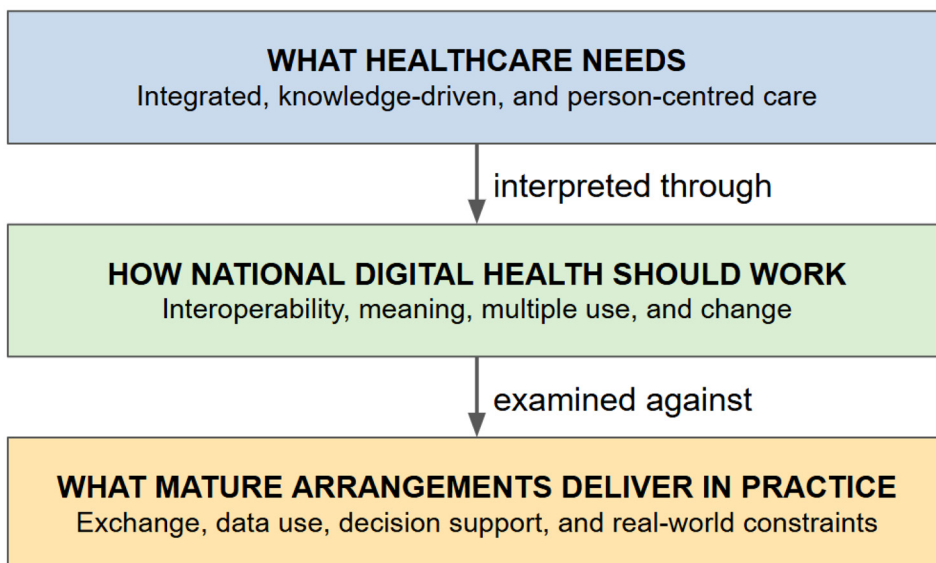 WHAT HEALTHCARE NEEDS
Integrated, knowledge-driven, and person-centred care
interpreted through
HOW NATIONAL DIGITAL HEALTH SHOULD WORK
Interoperability, meaning, multiple use, and change
examined against
WHAT MATURE ARRANGEMENTS DELIVER IN PRACTICE
Exchange, data use, decision support, and real-world constraints